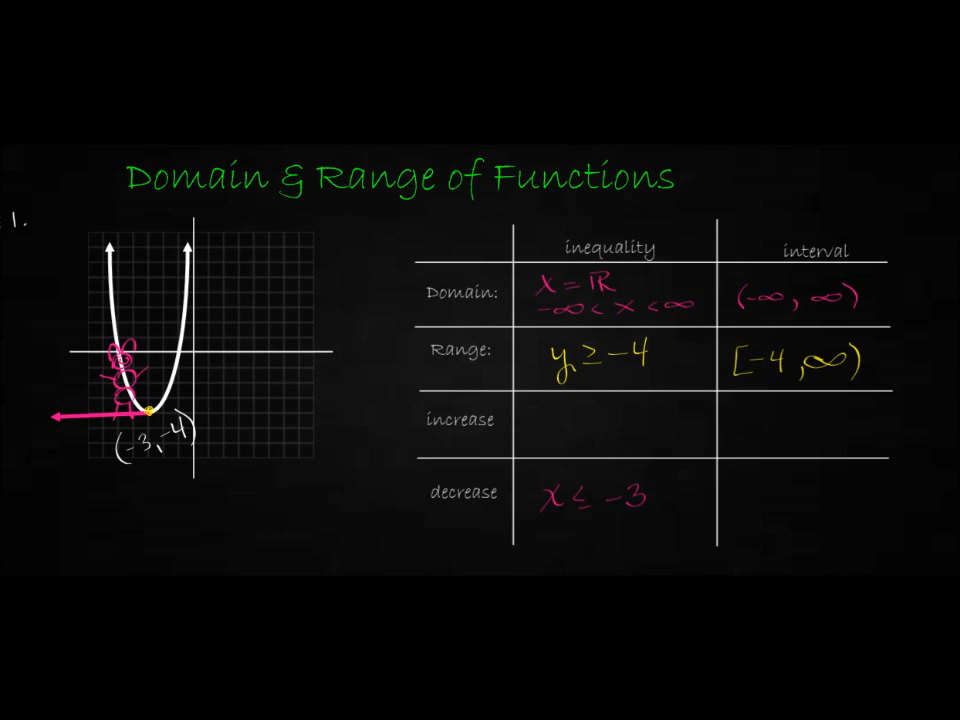 Domain & Range of Functions
1.
inequality interval
Domain: x = ℝ (-∞, ∞)
-∞ < x < ∞
Range: y ≥ -4 [-4, ∞)
(-3, -4)
increase
decrease x ≤ -3